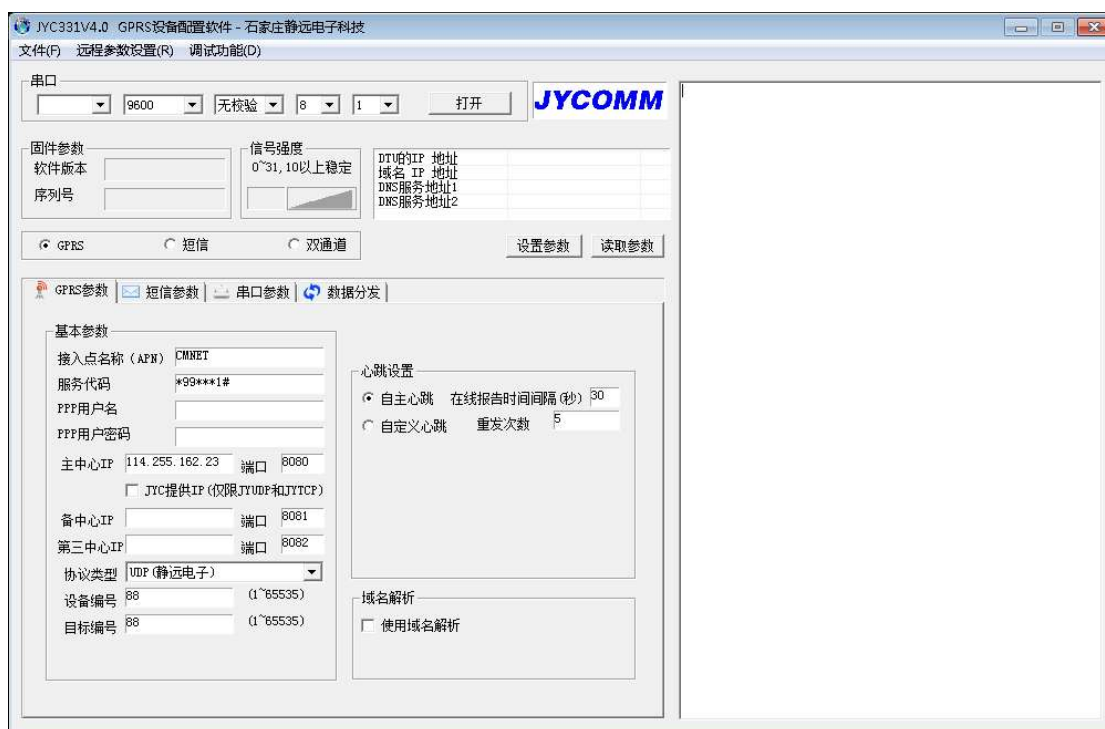 JYC331V4.0 GPRS设备配置软件 - 石家庄静远电子科技
文件(F) 远程参数设置(R) 调试功能(D)
串口
9600 无校验 8 1 打开
JYCOMM
固件参数
软件版本
序列号
信号强度
0~31,10以上稳定
DTU的IP 地址
域名 IP 地址
DNS服务地址1
DNS服务地址2
GPRS 短信 双通道
设置参数 读取参数
GPRS参数 短信参数 串口参数 数据分发
基本参数
接入点名称(APN) CMNET
服务代码 *99***1#
PPP用户名
PPP用户密码
主中心IP 114.255.162.23 端口 8080
JYC提供IP(仅限JYUDP和JYTCP)
备中心IP 端口 8081
第三中心IP 端口 8082
协议类型 UDP(静远电子)
设备编号 88 (1~65535)
目标编号 88 (1~65535)
心跳设置
自主心跳 在线报告时间间隔(秒) 30
自定义心跳 重发次数 5
域名解析
使用域名解析